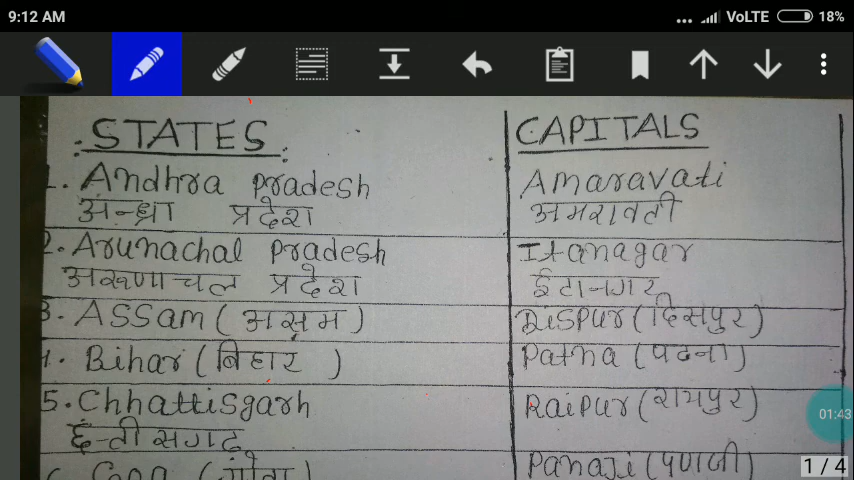 9:12 AM
VoLTE 18%
STATES CAPITALS
1. Andhra Pradesh Amaravati
अन्ध्रा प्रदेश अमरावती
2. Arunachal Pradesh Itanagar
अरूणाचल प्रदेश ईटानगर
3. ASSam (असम) DisPur (दिसपुर)
4. Bihar (बिहार) Patna (पटना)
5. Chhattisgarh RaiPur (रायपुर)
छत्तीसगढ़
6. Goa (गोवा) PanaJi (पणजी)
01:43
1/4